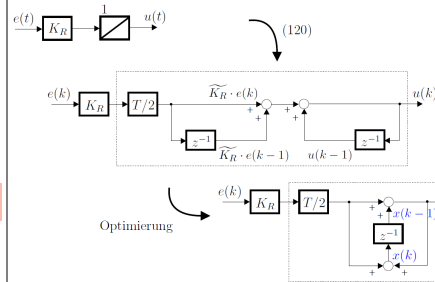 1
e(t)
K_R
u(t)
(120)
e(k)
K_R
T/2
\widetilde{K_R} · e(k)
+
+
+
+
u(k)
z^{-1}
\widetilde{K_R} · e(k−1)
u(k−1)
z^{-1}
Optimierung
e(k)
K_R
T/2
+
+
x(k−1)
z^{-1}
x(k)
+
+